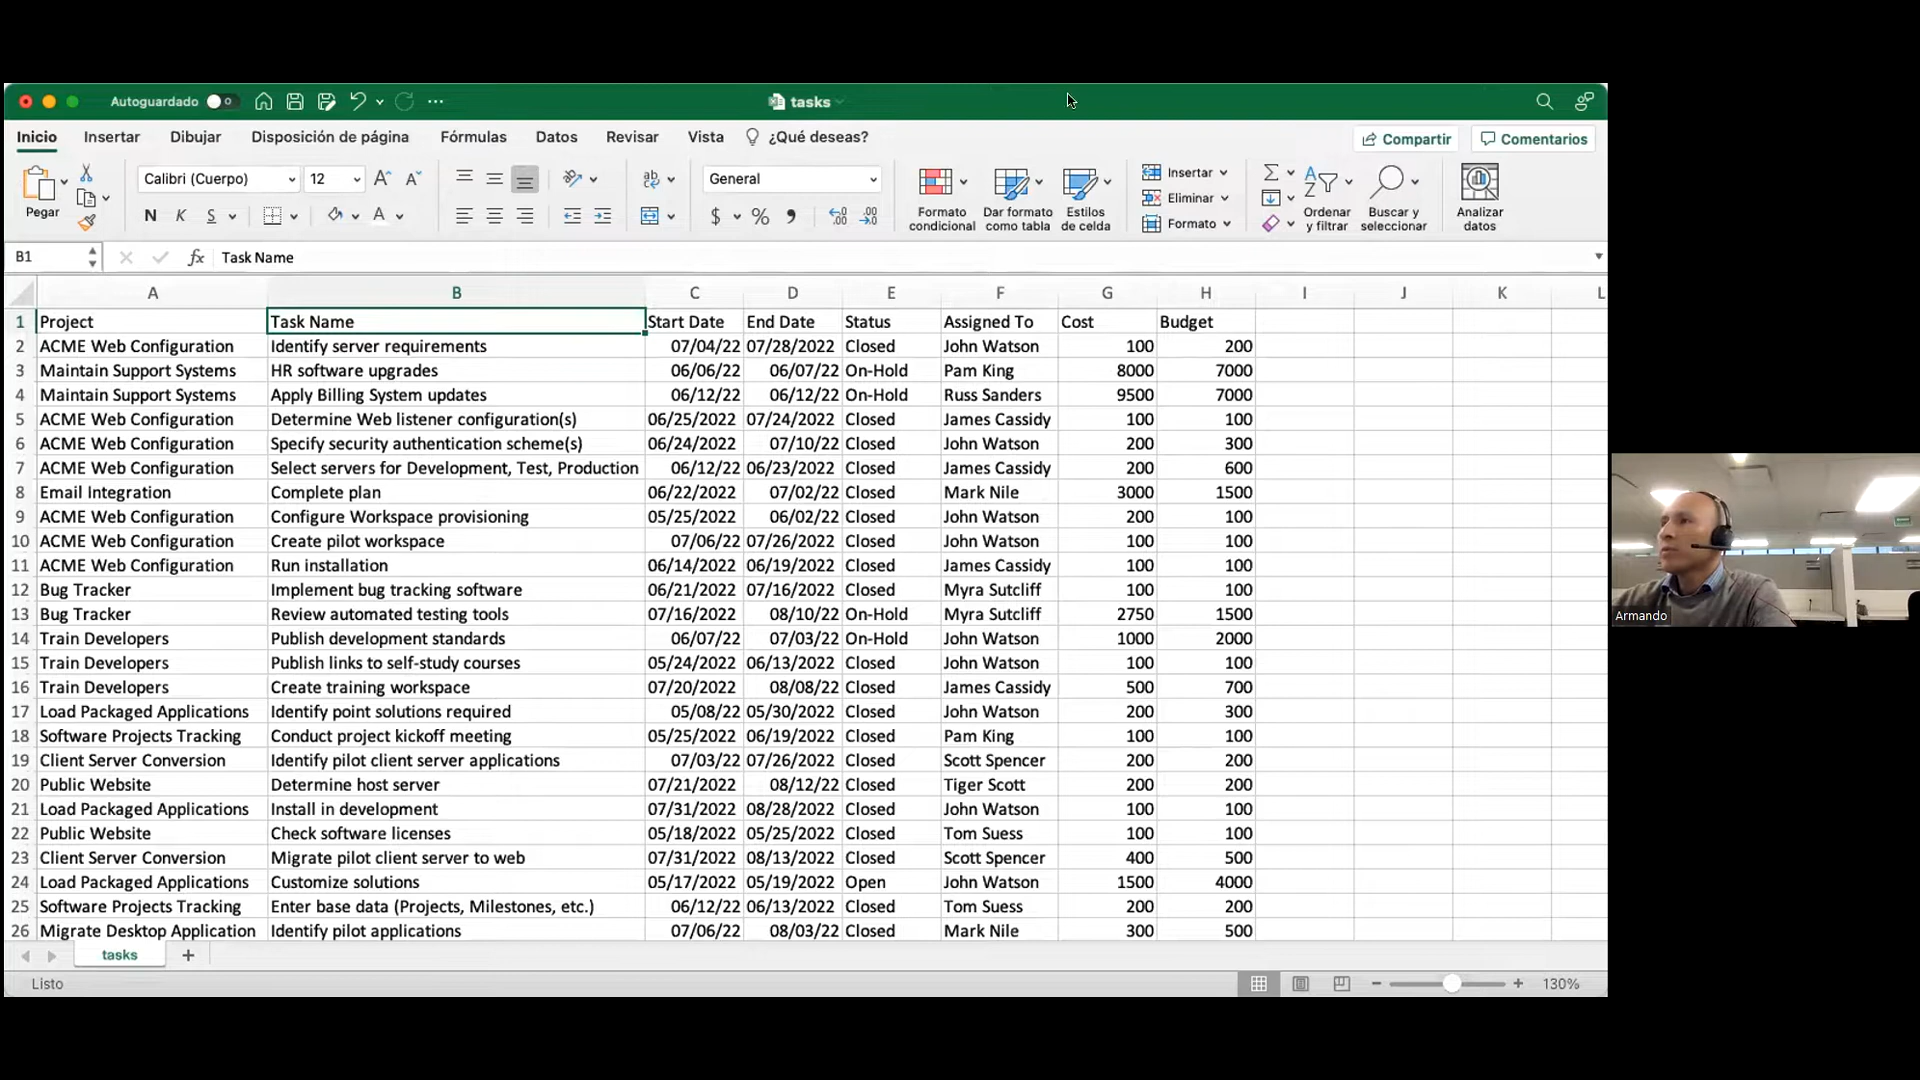 Autoguardado
tasks
Inicio Insertar Dibujar Disposición de página Fórmulas Datos Revisar Vista ¿Qué deseas? Compartir Comentarios
Pegar
Calibri (Cuerpo) 12
N K S
General
$ %
Formato condicional
Dar formato como tabla
Estilos de celda
Insertar
Eliminar
Formato
Ordenar y filtrar
Buscar y seleccionar
Analizar datos
B1 fx Task Name
A B C D E F G H I J K L
1 Project Task Name Start Date End Date Status Assigned To Cost Budget
2 ACME Web Configuration Identify server requirements 07/04/22 07/28/2022 Closed John Watson 100 200
3 Maintain Support Systems HR software upgrades 06/06/22 06/07/22 On-Hold Pam King 8000 7000
4 Maintain Support Systems Apply Billing System updates 06/12/22 06/12/22 On-Hold Russ Sanders 9500 7000
5 ACME Web Configuration Determine Web listener configuration(s) 06/25/2022 07/24/2022 Closed James Cassidy 100 100
6 ACME Web Configuration Specify security authentication scheme(s) 06/24/2022 07/10/22 Closed John Watson 200 300
7 ACME Web Configuration Select servers for Development, Test, Production 06/12/22 06/23/2022 Closed James Cassidy 200 600
8 Email Integration Complete plan 06/22/2022 07/02/22 Closed Mark Nile 3000 1500
9 ACME Web Configuration Configure Workspace provisioning 05/25/2022 06/02/22 Closed John Watson 200 100
10 ACME Web Configuration Create pilot workspace 07/06/22 07/26/2022 Closed John Watson 100 100
11 ACME Web Configuration Run installation 06/14/2022 06/19/2022 Closed James Cassidy 100 100
12 Bug Tracker Implement bug tracking software 06/21/2022 07/16/2022 Closed Myra Sutcliff 100 100
13 Bug Tracker Review automated testing tools 07/16/2022 08/10/22 On-Hold Myra Sutcliff 2750 1500
14 Train Developers Publish development standards 06/07/22 07/03/22 On-Hold John Watson 1000 2000
15 Train Developers Publish links to self-study courses 05/24/2022 06/13/2022 Closed John Watson 100 100
16 Train Developers Create training workspace 07/20/2022 08/08/22 Closed James Cassidy 500 700
17 Load Packaged Applications Identify point solutions required 05/08/22 05/30/2022 Closed John Watson 200 300
18 Software Projects Tracking Conduct project kickoff meeting 05/25/2022 06/19/2022 Closed Pam King 100 100
19 Client Server Conversion Identify pilot client server applications 07/03/22 07/26/2022 Closed Scott Spencer 200 200
20 Public Website Determine host server 07/21/2022 08/12/22 Closed Tiger Scott 200 200
21 Load Packaged Applications Install in development 07/31/2022 08/28/2022 Closed John Watson 100 100
22 Public Website Check software licenses 05/18/2022 05/25/2022 Closed Tom Suess 100 100
23 Client Server Conversion Migrate pilot client server to web 07/31/2022 08/13/2022 Closed Scott Spencer 400 500
24 Load Packaged Applications Customize solutions 05/17/2022 05/19/2022 Open John Watson 1500 4000
25 Software Projects Tracking Enter base data (Projects, Milestones, etc.) 06/12/22 06/13/2022 Closed Tom Suess 200 200
26 Migrate Desktop Application Identify pilot applications 07/06/22 08/03/22 Closed Mark Nile 300 500
tasks
Listo
130%
Armando